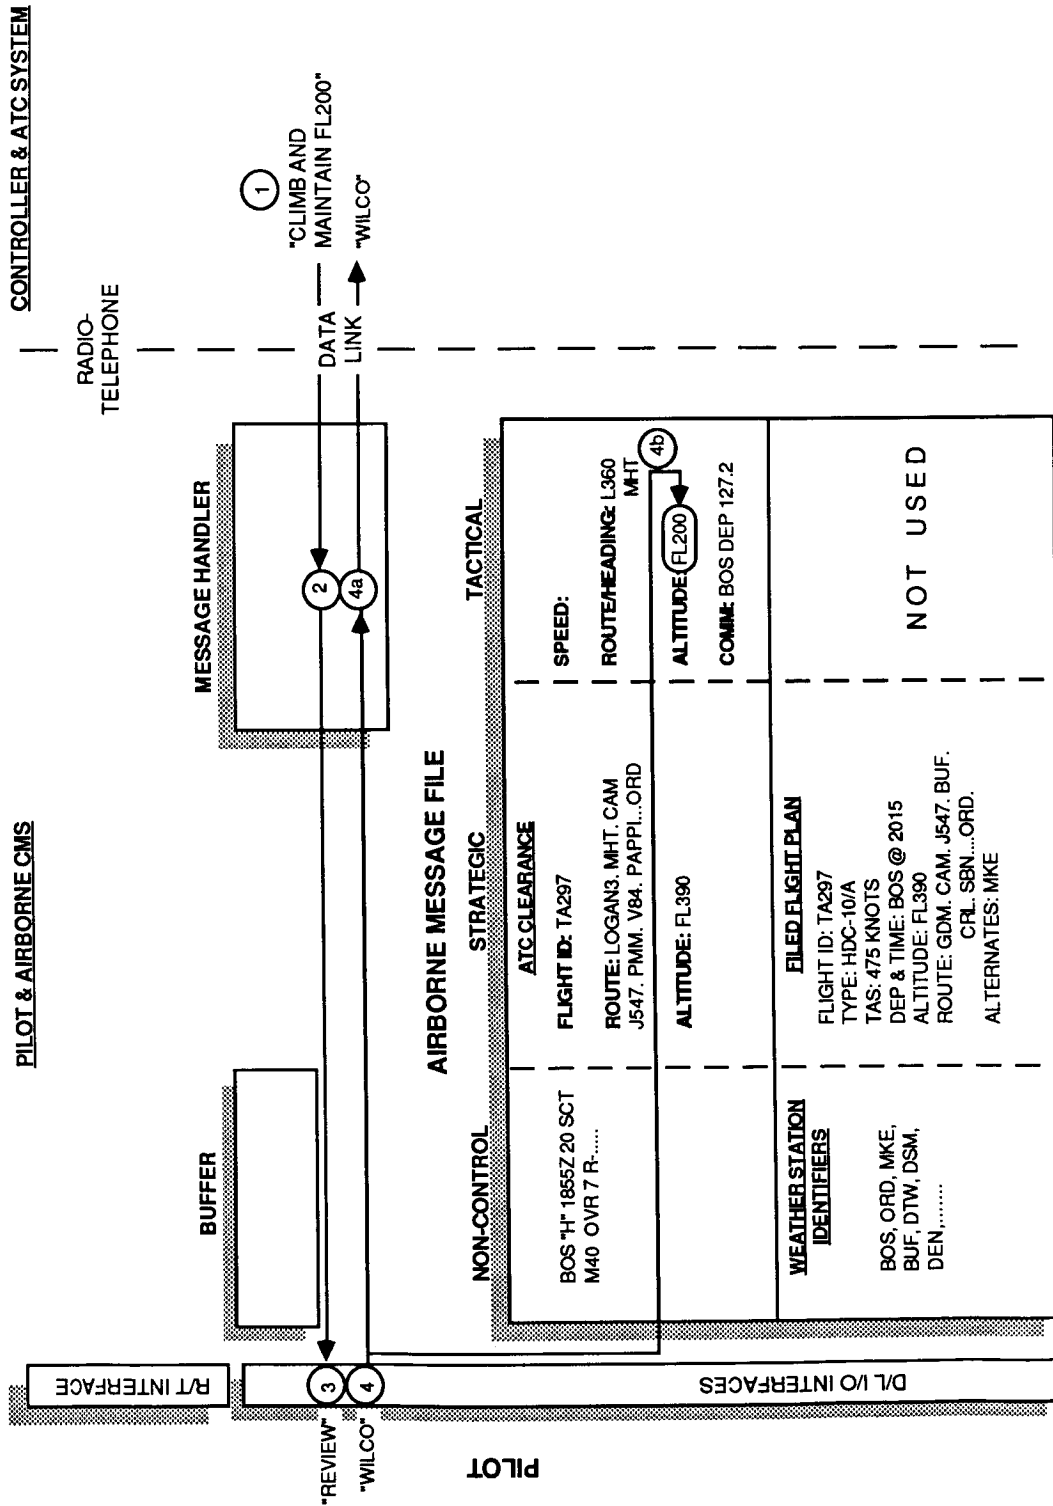 PILOT & AIRBORNE CMS
CONTROLLER & ATC SYSTEM
RADIO-
TELEPHONE
R/T INTERFACE
BUFFER
MESSAGE HANDLER
1
"CLIMB AND
MAINTAIN FL200"
"REVIEW"
3
2
DATA
"WILCO"
4
4a
LINK
"WILCO"
PILOT
D/L I/O INTERFACES
AIRBORNE MESSAGE FILE
NON-CONTROL
STRATEGIC
TACTICAL
BOS "H" 1855Z 20 SCT
M40 OVR 7 R-.....
ATC CLEARANCE
FLIGHT ID: TA297
ROUTE: LOGAN3. MHT. CAM
J547. PMM. V84. PAPPI...ORD
ALTITUDE: FL390
SPEED:
ROUTE/HEADING: L360
MHT
4b
ALTITUDE: FL200
COMM: BOS DEP 127.2
WEATHER STATION
IDENTIFIERS
BOS, ORD, MKE,
BUF, DTW, DSM,
DEN,........
FILED FLIGHT PLAN
FLIGHT ID: TA297
TYPE: HDC-10/A
TAS: 475 KNOTS
DEP & TIME: BOS @ 2015
ALTITUDE: FL390
ROUTE: GDM. CAM. J547. BUF.
CRL. SBN....ORD.
ALTERNATES: MKE
NOT USED